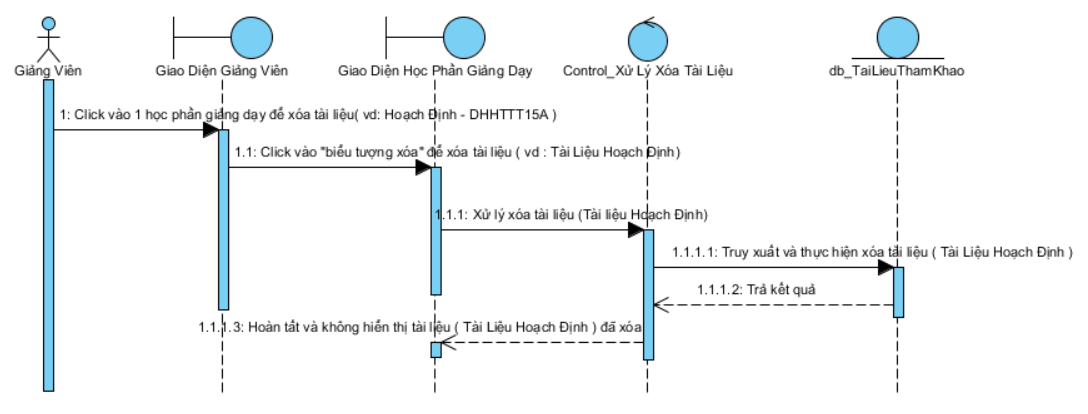 Giảng Viên
Giao Diện Giảng Viên
Giao Diện Học Phần Giảng Dạy
Control_Xử Lý Xóa Tài Liệu
db_TaiLieuThamKhao
1: Click vào 1 học phần giảng dạy để xóa tài liệu( vd: Hoạch Định - DHHTTT15A )
1.1: Click vào "biểu tượng xóa" để xóa tài liệu ( vd : Tài Liệu Hoạch Định)
1.1.1: Xử lý xóa tài liệu (Tài liệu Hoạch Định)
1.1.1.1: Truy xuất và thực hiện xóa tài liệu ( Tài Liệu Hoạch Định )
1.1.1.2: Trả kết quả
1.1.1.3: Hoàn tất và không hiển thị tài liệu ( Tài Liệu Hoạch Định ) đã xóa